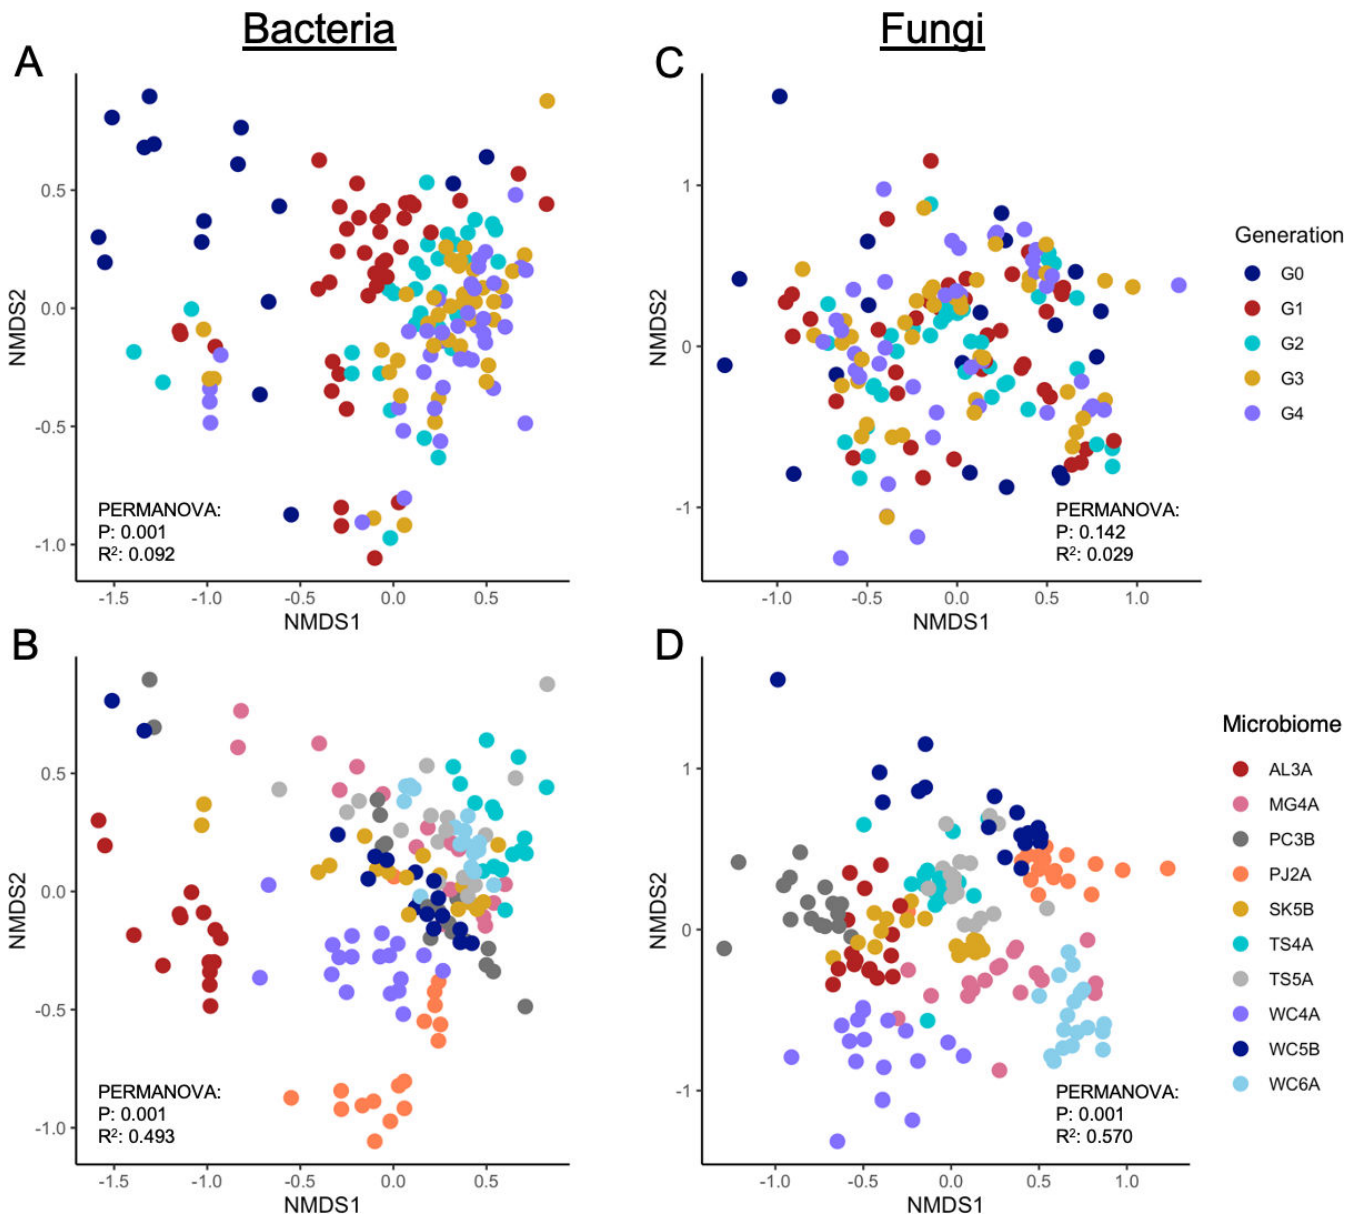 Bacteria
Fungi
A
0.5
0.0
-0.5
-1.0
NMDS2
PERMANOVA:
P: 0.001
R²: 0.092
-1.5
-1.0
-0.5
0.0
0.5
NMDS1
C
1
0
-1
NMDS2
PERMANOVA:
P: 0.142
R²: 0.029
-1.0
-0.5
0.0
0.5
1.0
NMDS1
Generation
G0
G1
G2
G3
G4
B
0.5
0.0
-0.5
-1.0
NMDS2
PERMANOVA:
P: 0.001
R²: 0.493
-1.5
-1.0
-0.5
0.0
0.5
NMDS1
D
1
0
-1
NMDS2
PERMANOVA:
P: 0.001
R²: 0.570
-1.0
-0.5
0.0
0.5
1.0
NMDS1
Microbiome
AL3A
MG4A
PC3B
PJ2A
SK5B
TS4A
TS5A
WC4A
WC5B
WC6A